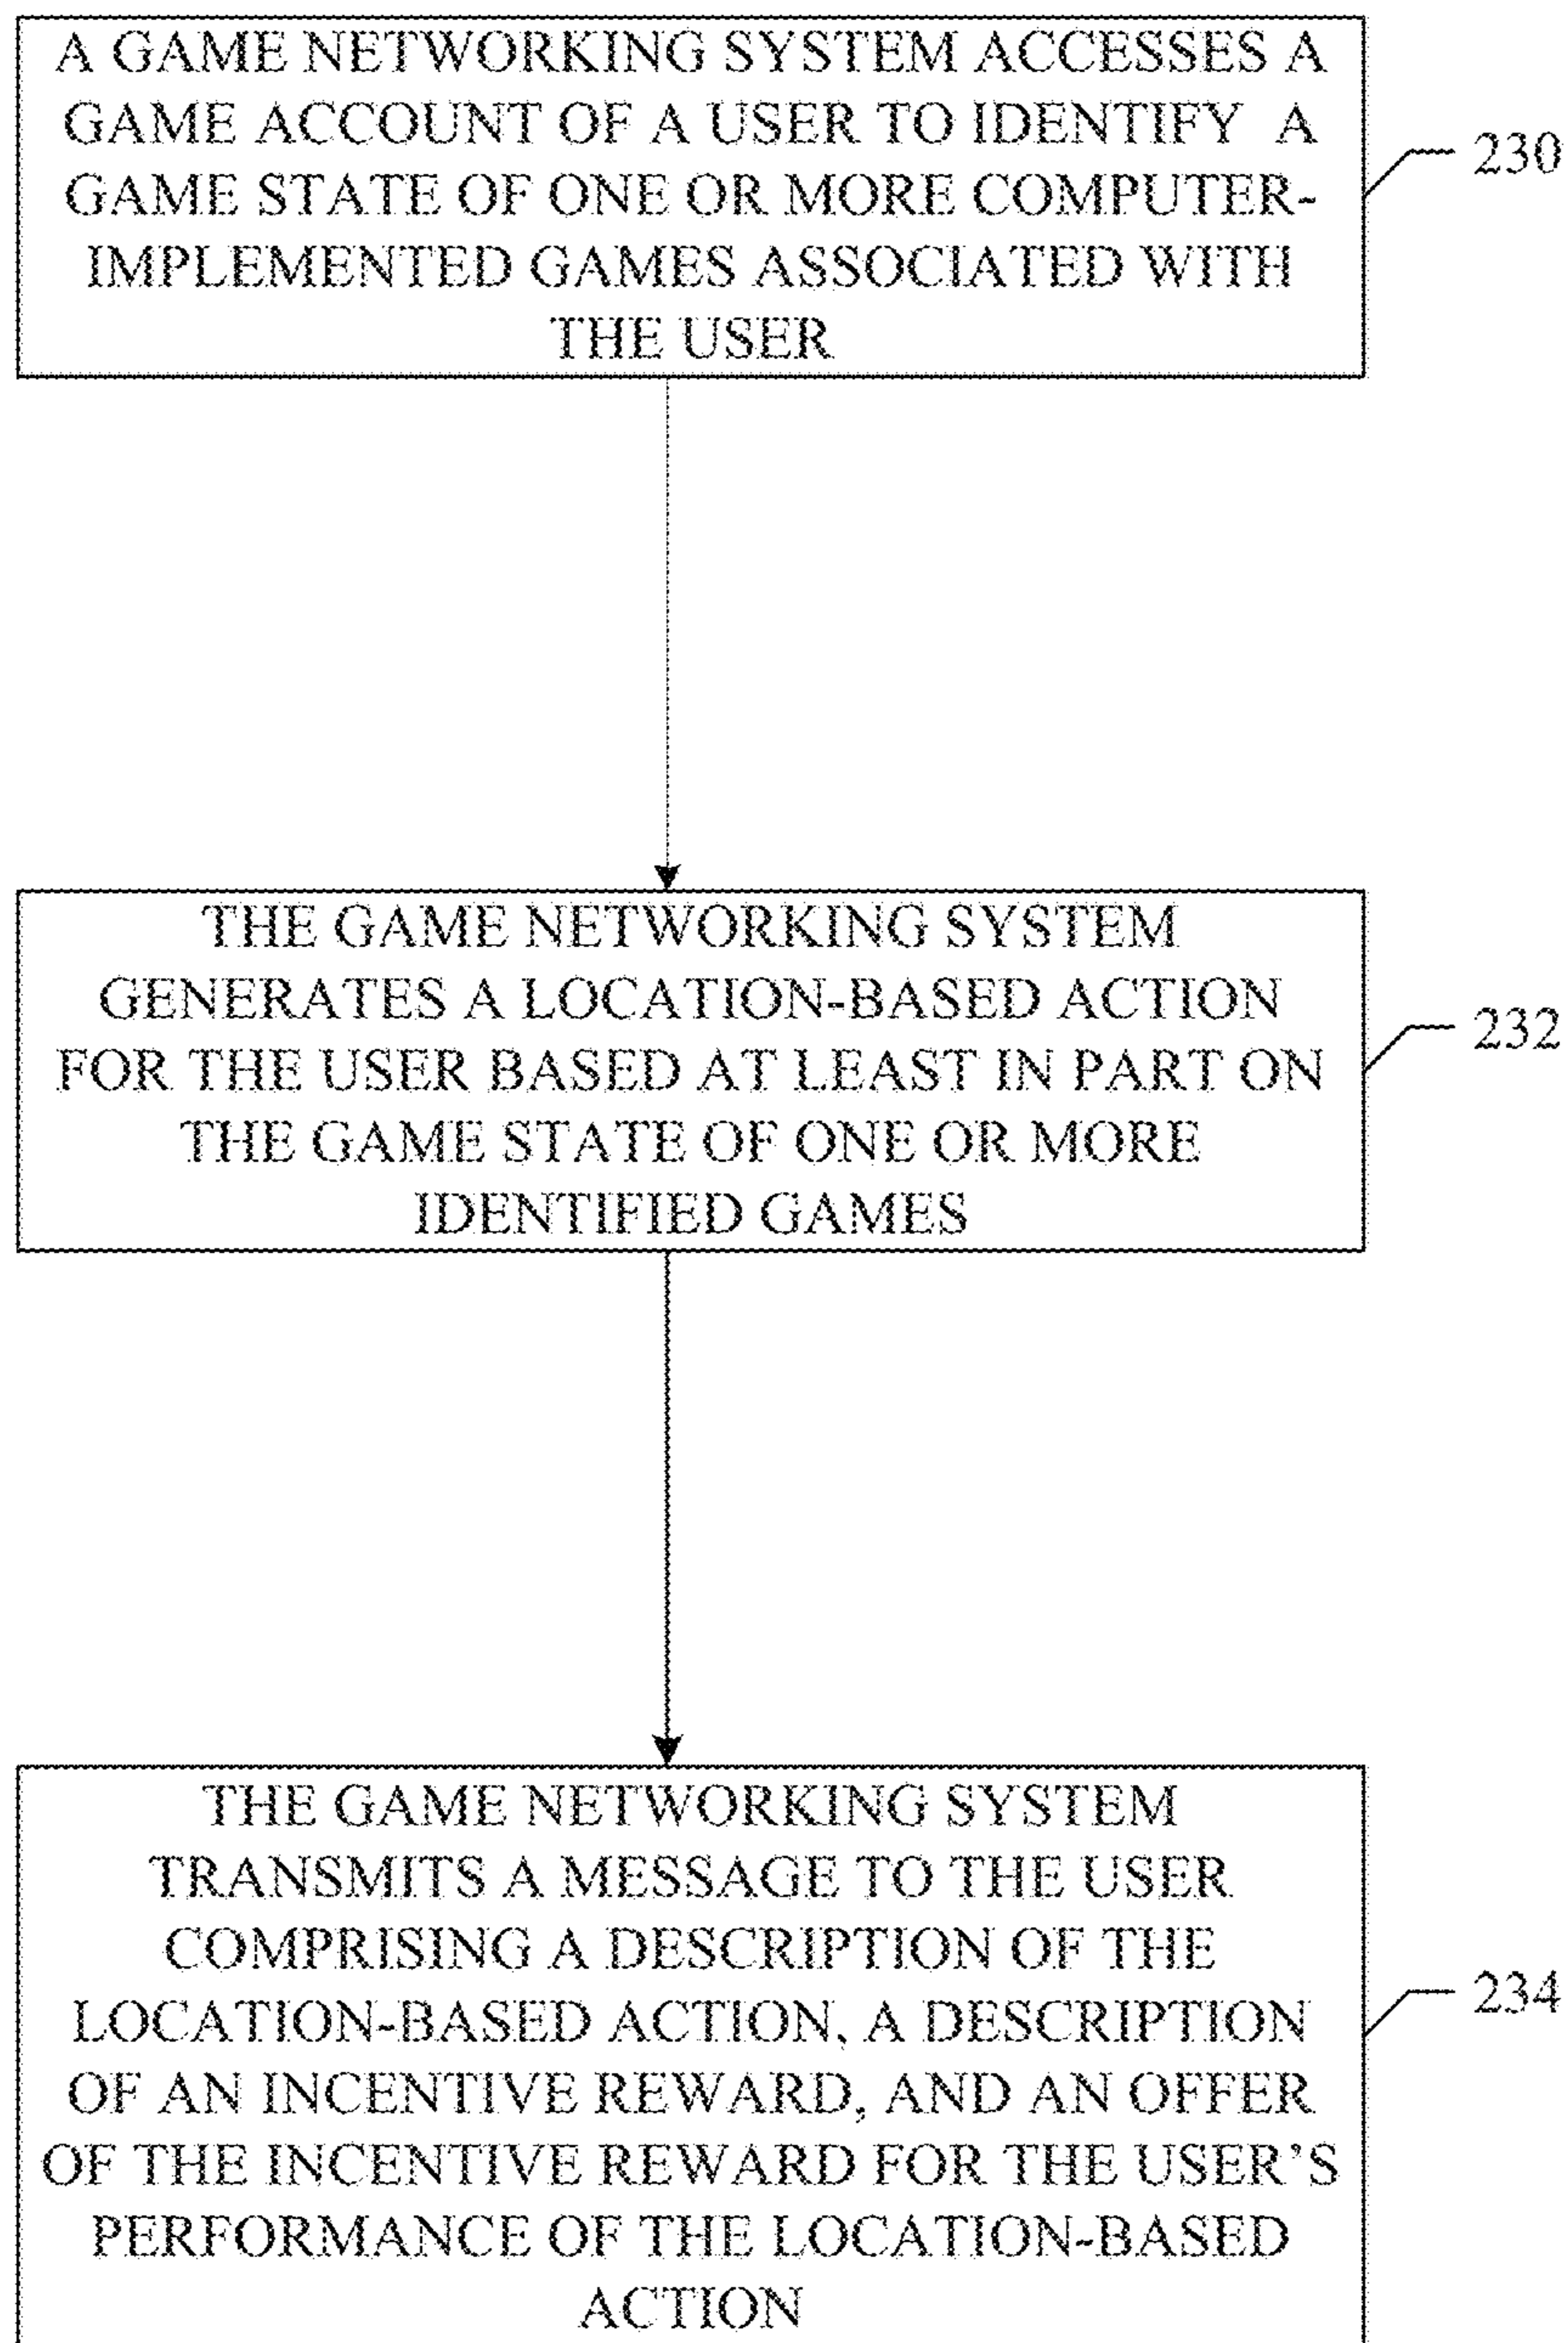 A GAME NETWORKING SYSTEM ACCESSES A
GAME ACCOUNT OF A USER TO IDENTIFY A
GAME STATE OF ONE OR MORE COMPUTER-
IMPLEMENTED GAMES ASSOCIATED WITH
THE USER
230
THE GAME NETWORKING SYSTEM
GENERATES A LOCATION-BASED ACTION
FOR THE USER BASED AT LEAST IN PART ON
THE GAME STATE OF ONE OR MORE
IDENTIFIED GAMES
232
THE GAME NETWORKING SYSTEM
TRANSMITS A MESSAGE TO THE USER
COMPRISING A DESCRIPTION OF THE
LOCATION-BASED ACTION, A DESCRIPTION
OF AN INCENTIVE REWARD, AND AN OFFER
OF THE INCENTIVE REWARD FOR THE USER’S
PERFORMANCE OF THE LOCATION-BASED
ACTION
234